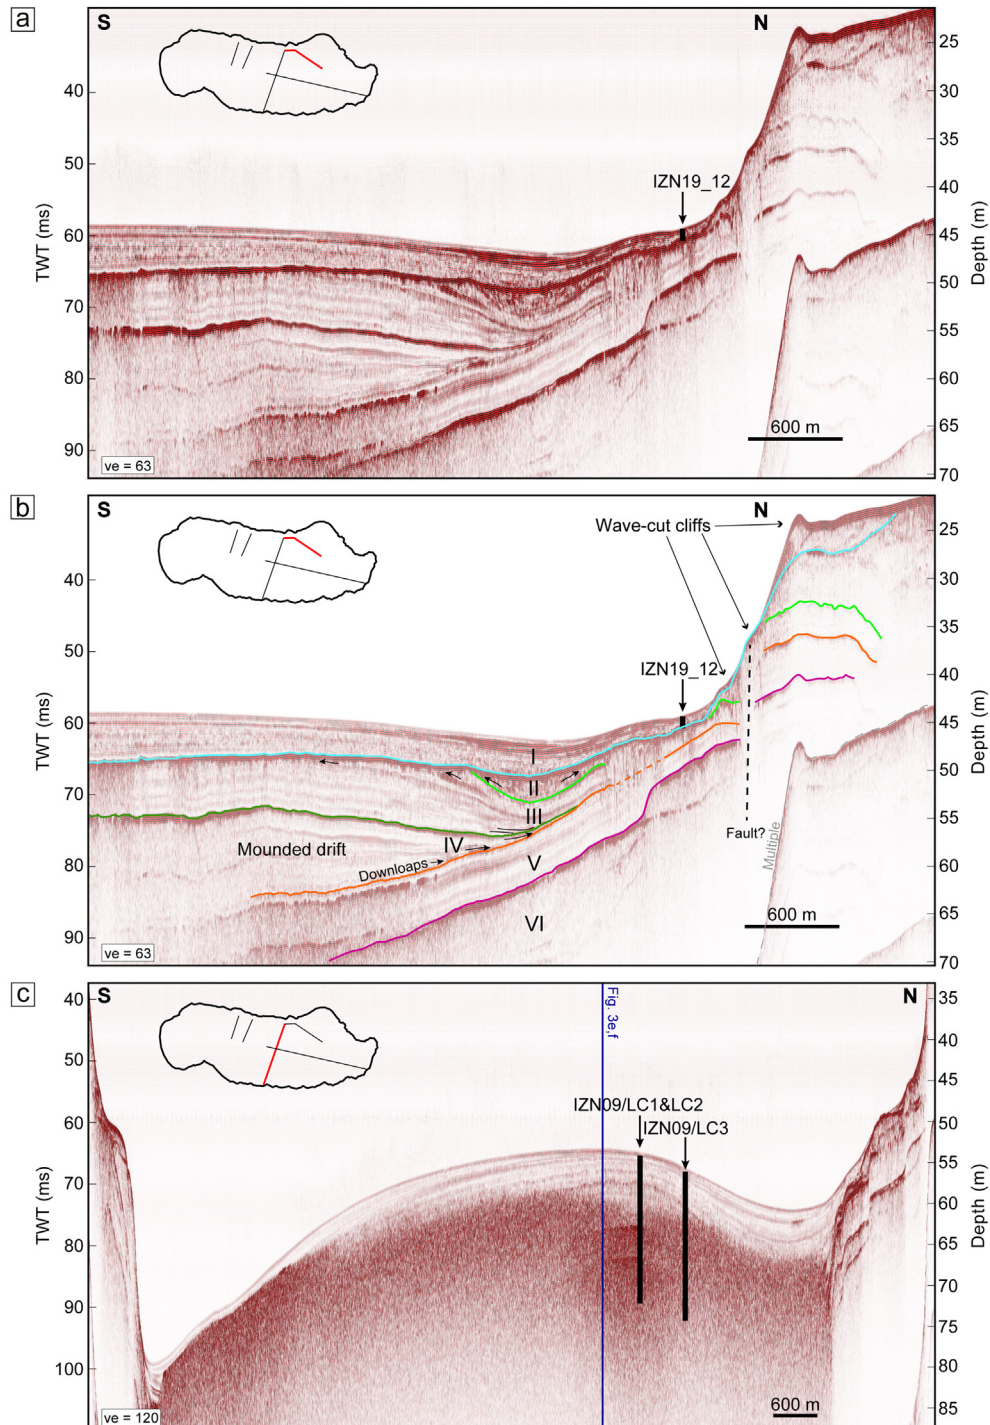 a
S
N
40
50
60
70
80
90
TWT (ms)
25
30
35
40
45
50
55
60
65
70
Depth (m)
IZN19_12
600 m
ve = 63
b
S
N
40
50
60
70
80
90
TWT (ms)
25
30
35
40
45
50
55
60
65
70
Depth (m)
Wave-cut cliffs
IZN19_12
I
II
III
IV
V
VI
Mounded drift
Downloaps
Fault?
Multiple
600 m
ve = 63
c
S
N
40
50
60
70
80
90
100
TWT (ms)
35
40
45
50
55
60
65
70
75
80
85
Depth (m)
Fig. 3e,f
IZN09/LC1&LC2
IZN09/LC3
600 m
ve = 120